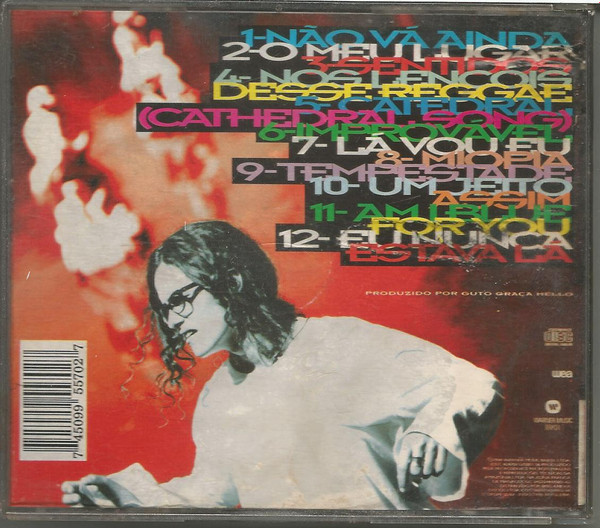 1-NÃO VÁ AINDA
2-O MEU LUGAR
3-SENTIDOS
4-NOS LENÇOIS
DESSE REGGAE
5-CATEDRAL
(CATHEDRAL SONG)
6-IMPROVÁVEL
7-LÁ VOU EU
8-MIOPIA
9-TEMPESTADE
10-UM JEITO
ASSIM
11-AM I BLUE
FOR YOU
12-EU NUNCA
ESTAVA LÁ
PRODUZIDO POR GUTO GRAÇA MELLO
wea
WARNER MUSIC
7 45099 55702 7